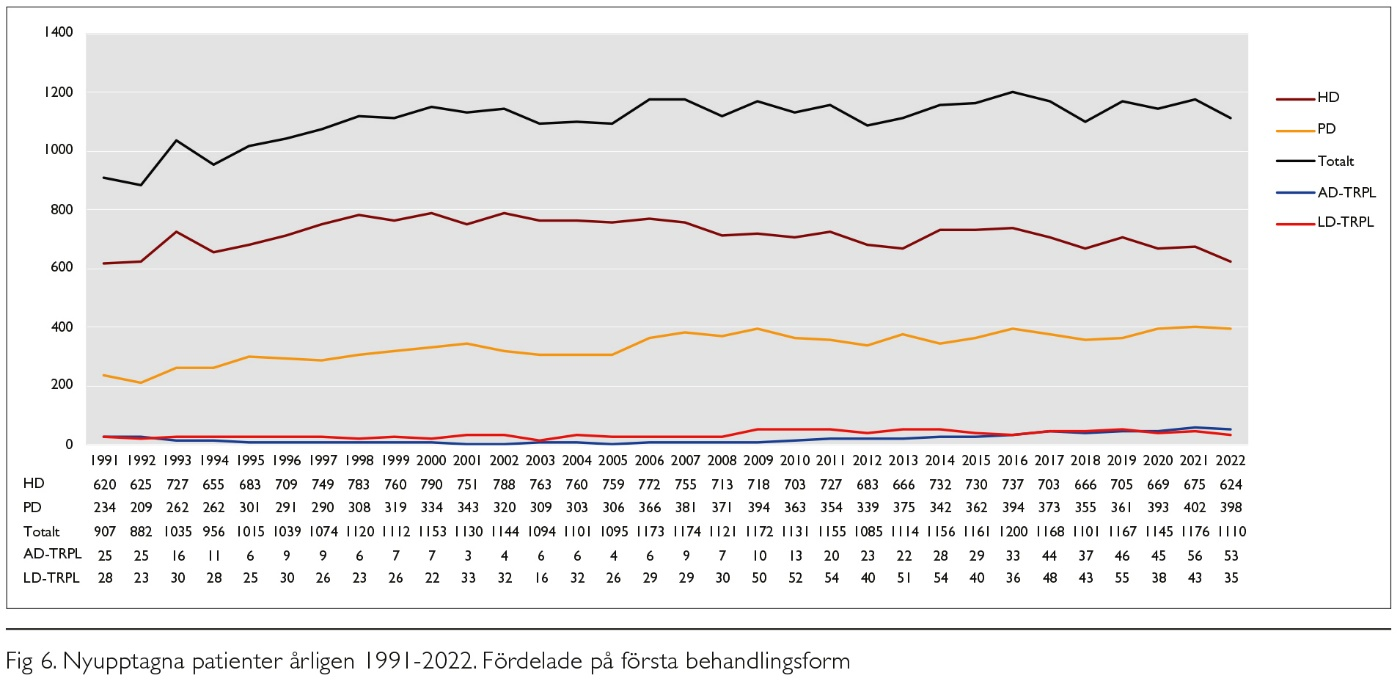 1400
1200
1000
800
600
400
200
0
HD
PD
Totalt
AD-TRPL
LD-TRPL
1991 1992 1993 1994 1995 1996 1997 1998 1999 2000 2001 2002 2003 2004 2005 2006 2007 2008 2009 2010 2011 2012 2013 2014 2015 2016 2017 2018 2019 2020 2021 2022
HD 620 625 727 655 683 709 749 783 760 790 751 788 763 760 759 772 755 713 718 703 727 683 666 732 730 737 703 666 705 669 675 624
PD 234 209 262 262 301 291 290 308 319 334 343 320 309 303 306 366 381 371 394 363 354 339 375 342 362 394 373 355 361 393 402 398
Totalt 907 882 1035 956 1015 1039 1074 1120 1112 1153 1130 1144 1094 1101 1095 1173 1174 1121 1172 1131 1155 1085 1114 1156 1161 1200 1168 1101 1167 1145 1176 1110
AD-TRPL 25 25 16 11 6 9 9 6 7 7 3 4 6 6 4 6 9 7 10 13 20 23 22 28 29 33 44 37 46 45 56 53
LD-TRPL 28 23 30 28 25 30 26 23 26 22 33 32 16 32 26 29 29 30 50 52 54 40 51 54 40 36 48 43 55 38 43 35
Fig 6. Nyupptagna patienter årligen 1991-2022. Fördelade på första behandlingsform